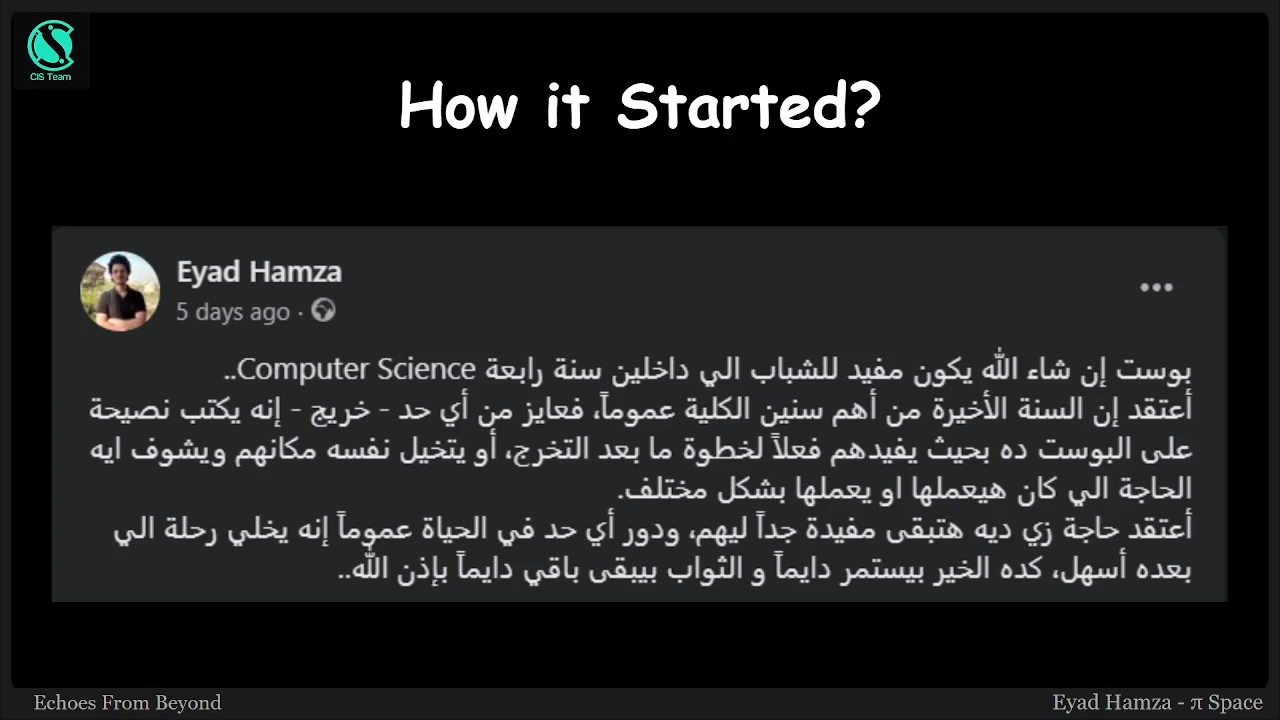 CIS Team
How it Started?
Eyad Hamza
5 days ago ·
بوست إن شاء الله يكون مفيد للشباب الي داخلين سنة رابعة Computer Science..
أعتقد إن السنة الأخيرة من أهم سنين الكلية عموماً، فعايز من أي حد - خريج - إنه يكتب نصيحة
على البوست ده بحيث يفيدهم فعلاً لخطوة ما بعد التخرج، أو يتخيل نفسه مكانهم ويشوف ايه
الحاجة الي كان هيعملها او يعملها بشكل مختلف.
أعتقد حاجة زي ديه هتبقى مفيدة جداً ليهم، ودور أي حد في الحياة عموماً إنه يخلي رحلة الي
بعده أسهل، كده الخير بيستمر دايماً و الثواب بيبقى باقي دايماً بإذن الله..
Echoes From Beyond
Eyad Hamza - π Space